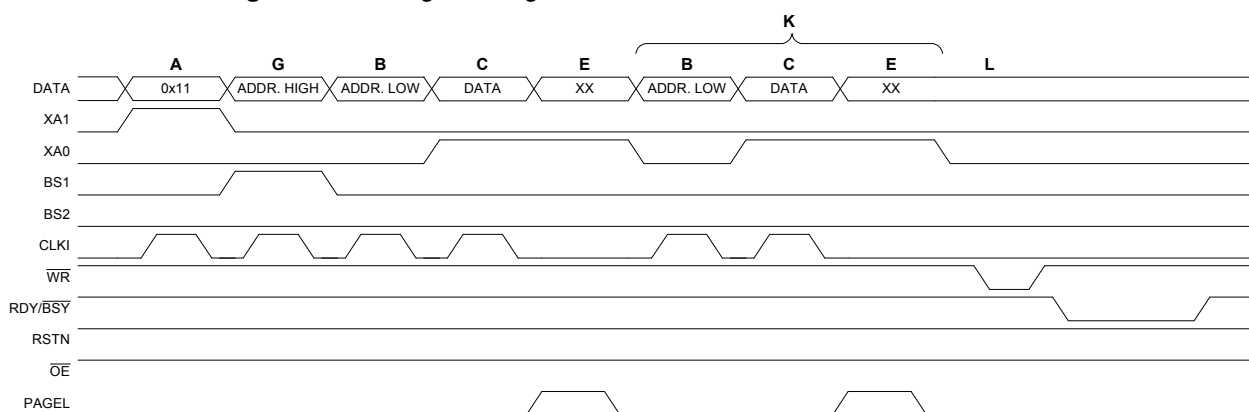 K
A G B C E B C E L
DATA 0x11 ADDR. HIGH ADDR. LOW DATA XX ADDR. LOW DATA XX
XA1
XA0
BS1
BS2
CLKI
WR
RDY/BSY
RSTN
OE
PAGEL